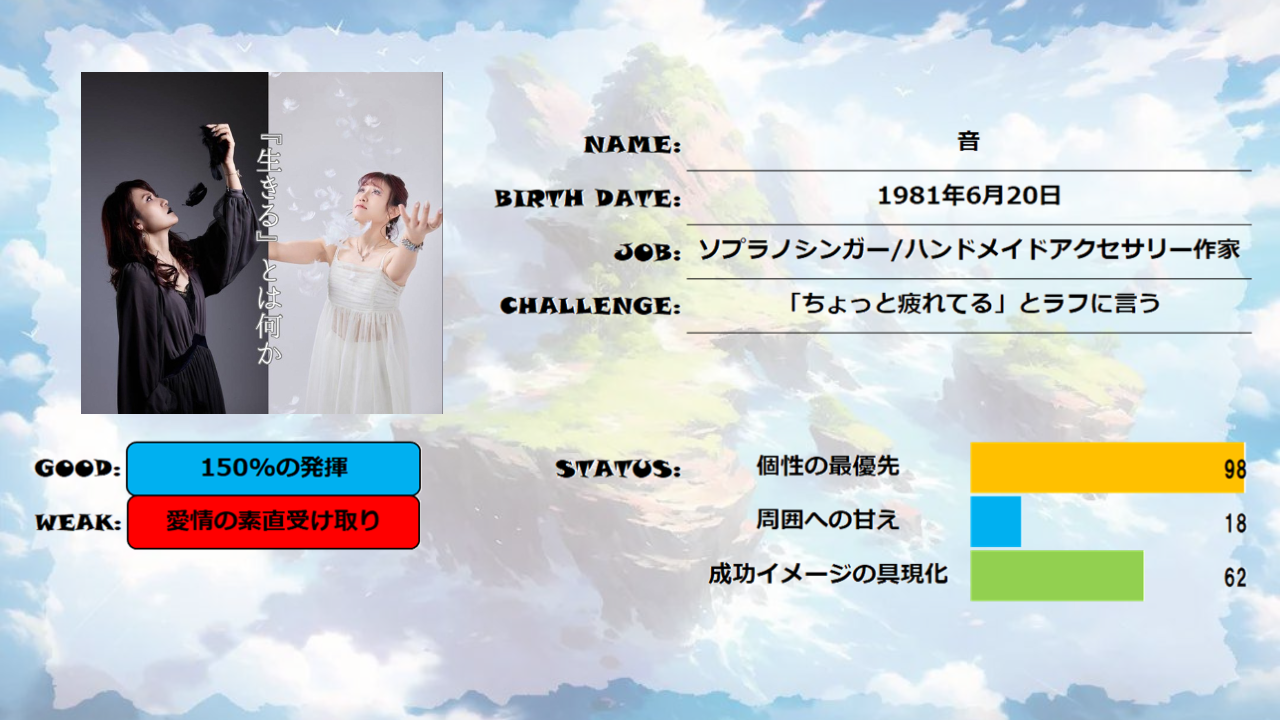 『生きる』とは何か
NAME: 音
BIRTH DATE: 1981年6月20日
JOB: ソプラノシンガー/ハンドメイドアクセサリー作家
CHALLENGE: 「ちょっと疲れてる」とラフに言う
GOOD: 150%の発揮
WEAK: 愛情の素直受け取り
STATUS: 個性の最優先 98
周囲への甘え 18
成功イメージの具現化 62